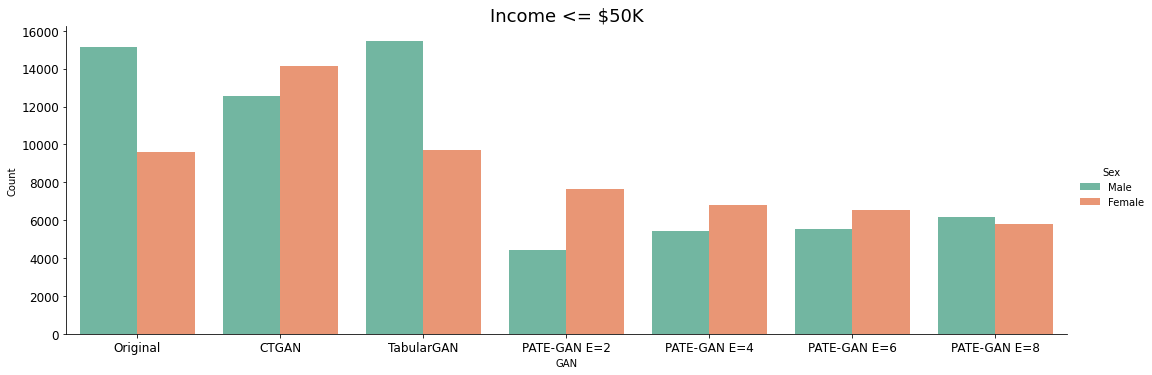 Income <= $50K
16000
14000
12000
10000
8000
6000
4000
2000
0
Count
Original CTGAN TabularGAN PATE-GAN E=2 PATE-GAN E=4 PATE-GAN E=6 PATE-GAN E=8
GAN
Sex
Male
Female